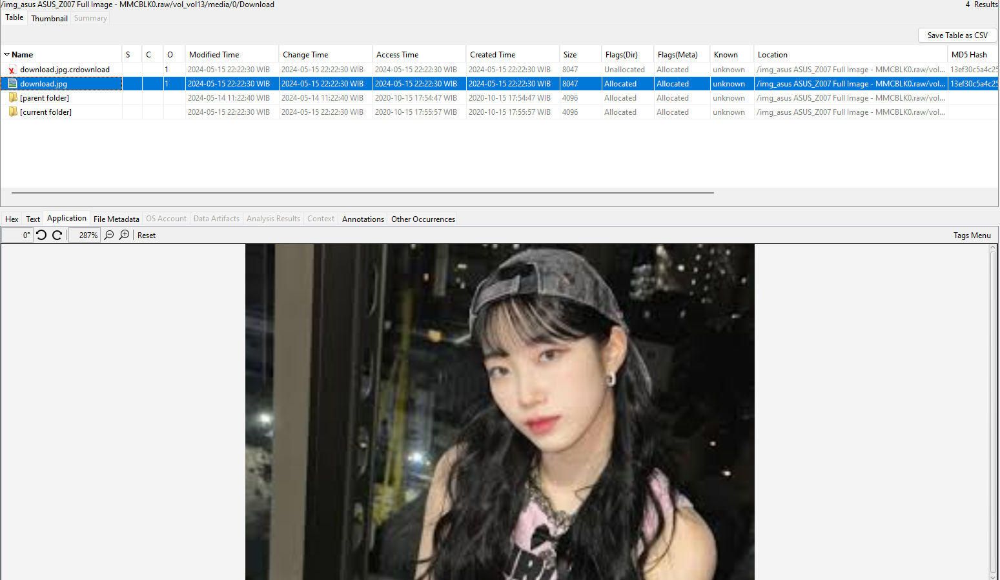 /img_asus ASUS_Z007 Full Image - MMCBLK0.raw/vol_vol13/media/0/Download 4 Results
Table Thumbnail Summary
Save Table as CSV
Name S C O Modified Time Change Time Access Time Created Time Size Flags(Dir) Flags(Meta) Known Location MD5 Hash
download.jpg.crdownload 1 2024-05-15 22:22:30 WIB 2024-05-15 22:22:30 WIB 2024-05-15 22:22:30 WIB 2024-05-15 22:22:30 WIB 8047 Unallocated Allocated unknown /img_asus ASUS_Z007 Full Image - MMCBLK0.raw/vol... 13ef30c5a4c25
download.jpg 1 2024-05-15 22:22:30 WIB 2024-05-15 22:22:30 WIB 2024-05-15 22:22:30 WIB 2024-05-15 22:22:30 WIB 8047 Allocated Allocated unknown /img_asus ASUS_Z007 Full Image - MMCBLK0.raw/vol... 13ef30c5a4c25
[parent folder] 2024-05-14 11:22:40 WIB 2024-05-14 11:22:40 WIB 2020-10-15 17:54:47 WIB 2020-10-15 17:54:47 WIB 4096 Allocated Allocated unknown /img_asus ASUS_Z007 Full Image - MMCBLK0.raw/vol...
[current folder] 2024-05-15 22:22:30 WIB 2024-05-15 22:22:30 WIB 2020-10-15 17:55:57 WIB 2020-10-15 17:55:57 WIB 4096 Allocated Allocated unknown /img_asus ASUS_Z007 Full Image - MMCBLK0.raw/vol...
Hex Text Application File Metadata OS Account Data Artifacts Analysis Results Context Annotations Other Occurrences
0° 287% Reset Tags Menu